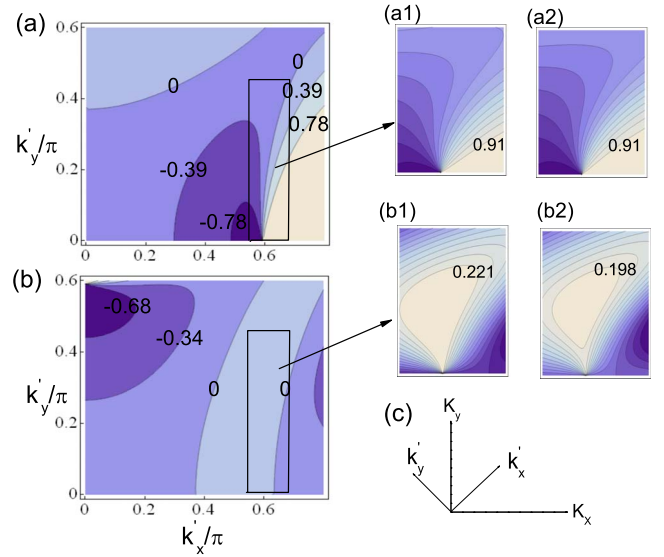 (a)
0.6
0.4
0.2
0
k'y/π
0
0
0.39
0.78
-0.39
-0.78
0 0.2 0.4 0.6
(a1)
0.91
(a2)
0.91
(b)
0.6
0.4
0.2
0
k'y/π
-0.68
-0.34
0
0
0 0.2 0.4 0.6
k'x/π
(b1)
0.221
(b2)
0.198
(c)
Ky
k'y
k'x
Kx